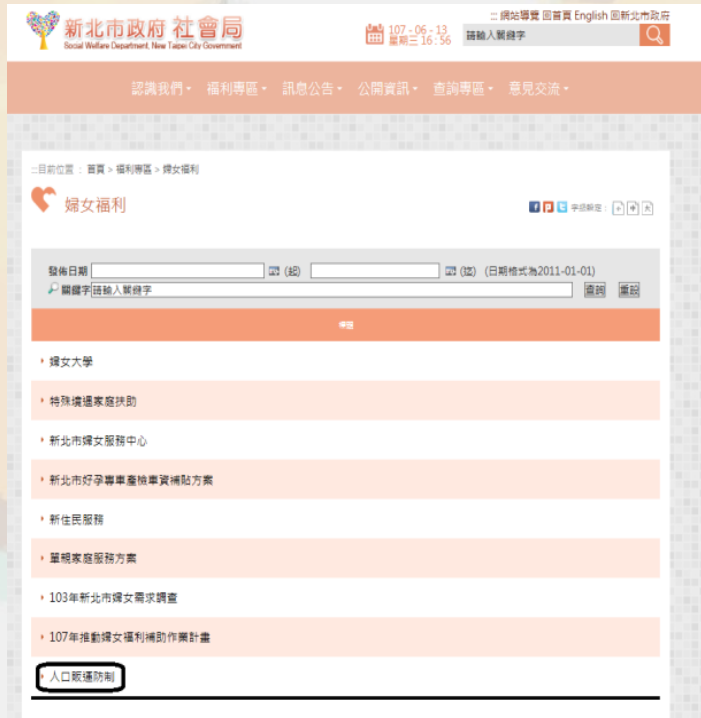 新北市政府 社會局
Social Welfare Department, New Taipei City Government
:::網站導覽 回首頁 English 回新北市政府
107-06-13
星期三 16:56
請輸入關鍵字
認識我們 福利專區 訊息公告 公開資訊 查詢專區 意見交流
:::目前位置 : 首頁 > 福利專區 > 婦女福利
婦女福利
字級設定:
發佈日期 (起) (迄) (日期格式為2011-01-01)
關鍵字 請輸入關鍵字 查詢 重設
標題
婦女大學
特殊境遇家庭扶助
新北市婦女服務中心
新北市好孕專車產檢車資補貼方案
新住民服務
單親家庭服務方案
103年新北市婦女需求調查
107年推動婦女福利補助作業計畫
人口販運防制